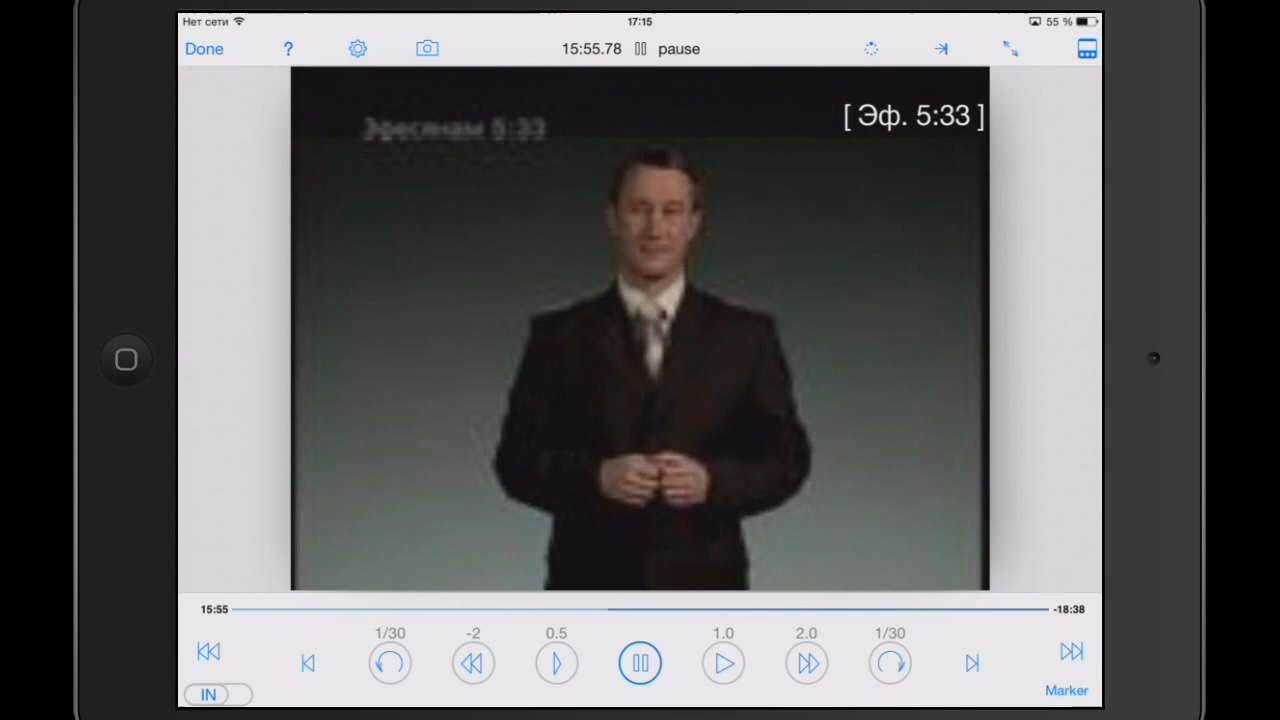 Нет сети 17:15 55 %
Done ? 15:55.78 pause
[ Эф. 5:33 ]
Эфесянам 5:33
15:55 -18:38
1/30 -2 0.5 1.0 2.0 1/30
IN Marker